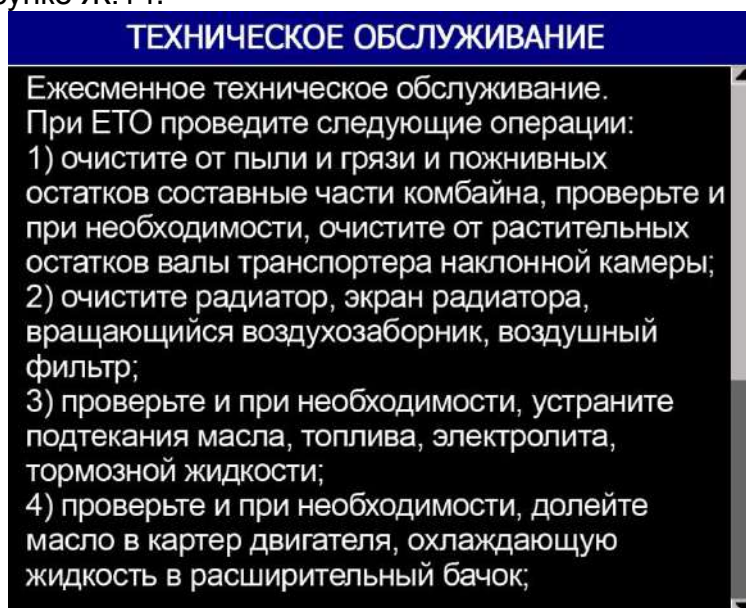 ТЕХНИЧЕСКОЕ ОБСЛУЖИВАНИЕ
Ежесменное техническое обслуживание.
При ЕТО проведите следующие операции:
1) очистите от пыли и грязи и пожнивных
остатков составные части комбайна, проверьте и
при необходимости, очистите от растительных
остатков валы транспортера наклонной камеры;
2) очистите радиатор, экран радиатора,
вращающийся воздухозаборник, воздушный
фильтр;
3) проверьте и при необходимости, устраните
подтекания масла, топлива, электролита,
тормозной жидкости;
4) проверьте и при необходимости, долейте
масло в картер двигателя, охлаждающую
жидкость в расширительный бачок;